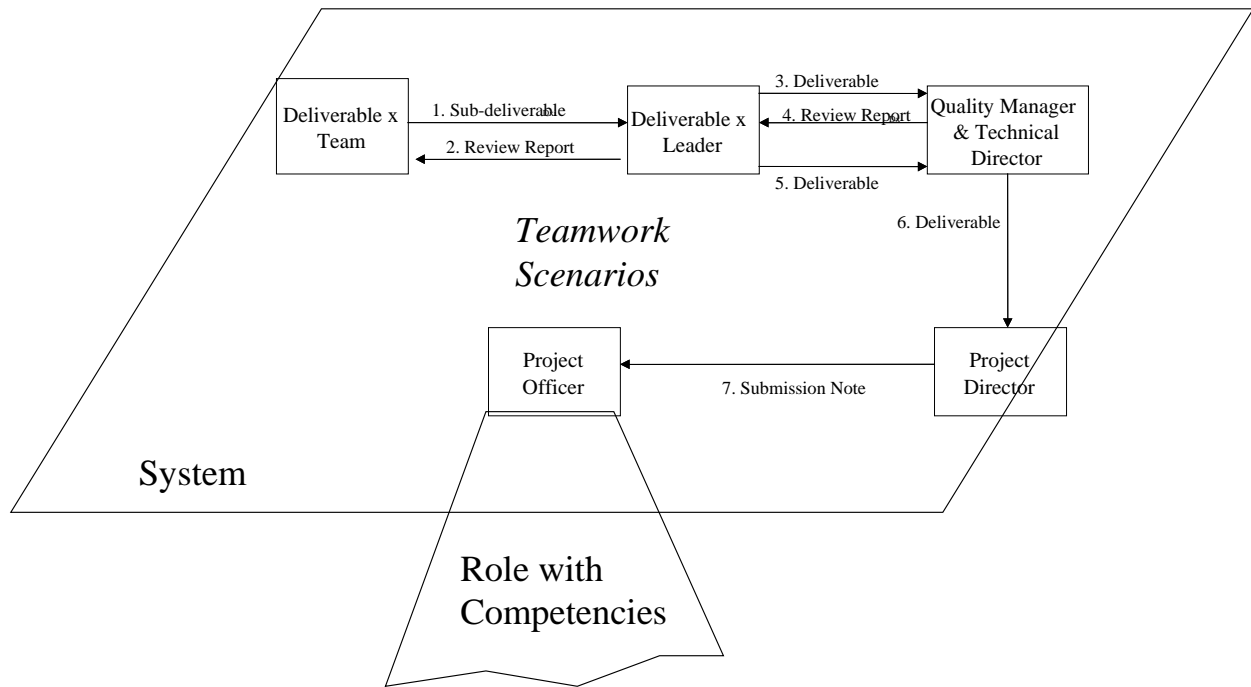 3. Deliverable
Deliverable x
Team
1. Sub-deliverable
2. Review Report
Deliverable x
Leader
4. Review Report
5. Deliverable
Quality Manager
& Technical
Director
6. Deliverable
Teamwork
Scenarios
Project
Officer
7. Submission Note
Project
Director
System
Role with
Competencies